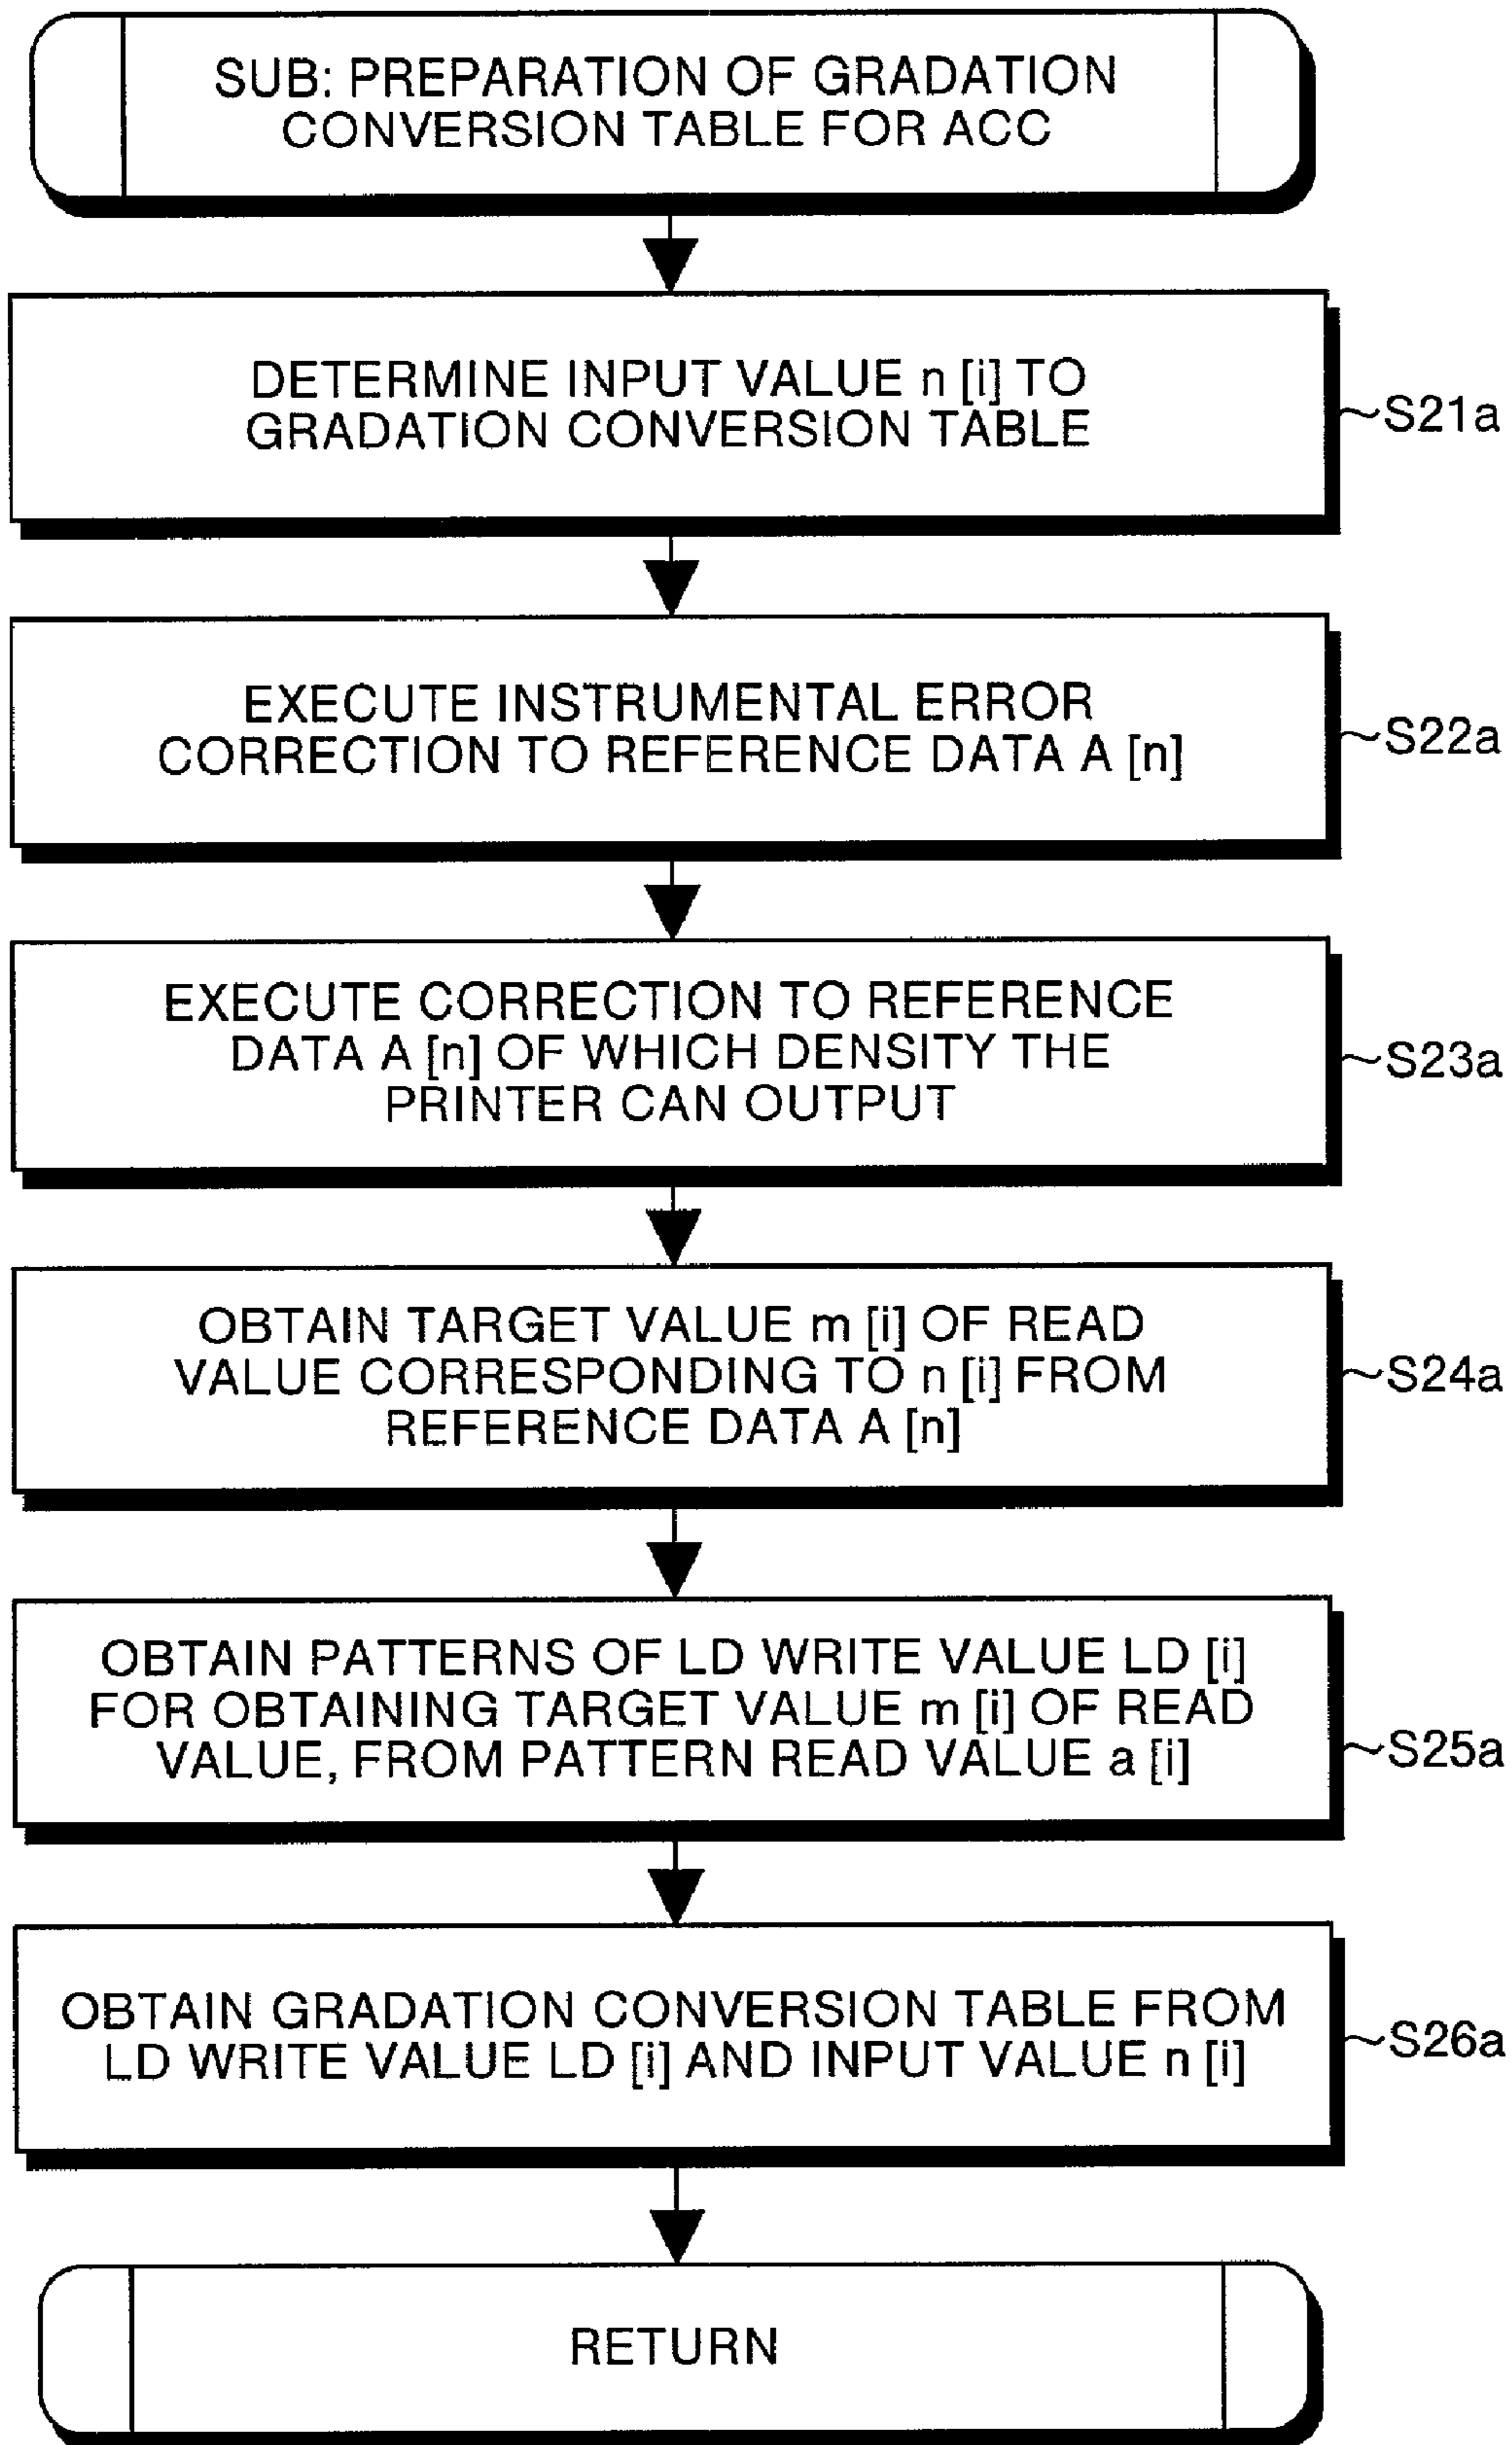 SUB: PREPARATION OF GRADATION
CONVERSION TABLE FOR ACC
DETERMINE INPUT VALUE n [i] TO
GRADATION CONVERSION TABLE
S21a
EXECUTE INSTRUMENTAL ERROR
CORRECTION TO REFERENCE DATA A [n]
S22a
EXECUTE CORRECTION TO REFERENCE
DATA A [n] OF WHICH DENSITY THE
PRINTER CAN OUTPUT
S23a
OBTAIN TARGET VALUE m [i] OF READ
VALUE CORRESPONDING TO n [i] FROM
REFERENCE DATA A [n]
S24a
OBTAIN PATTERNS OF LD WRITE VALUE LD [i]
FOR OBTAINING TARGET VALUE m [i] OF READ
VALUE, FROM PATTERN READ VALUE a [i]
S25a
OBTAIN GRADATION CONVERSION TABLE FROM
LD WRITE VALUE LD [i] AND INPUT VALUE n [i]
S26a
RETURN